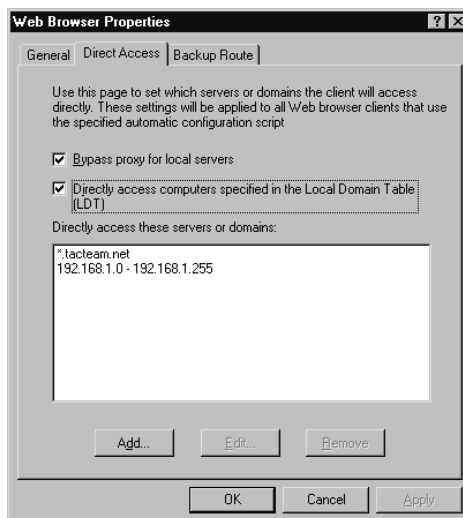 Web Browser Properties
General Direct Access Backup Route
Use this page to set which servers or domains the client will access
directly. These settings will be applied to all Web browser clients that use
the specified automatic configuration script
Bypass proxy for local servers
Directly access computers specified in the Local Domain Table
(LDT)
Directly access these servers or domains:
*.tacteam.net
192.168.1.0 - 192.168.1.255
Add... Edit... Remove
OK Cancel Apply